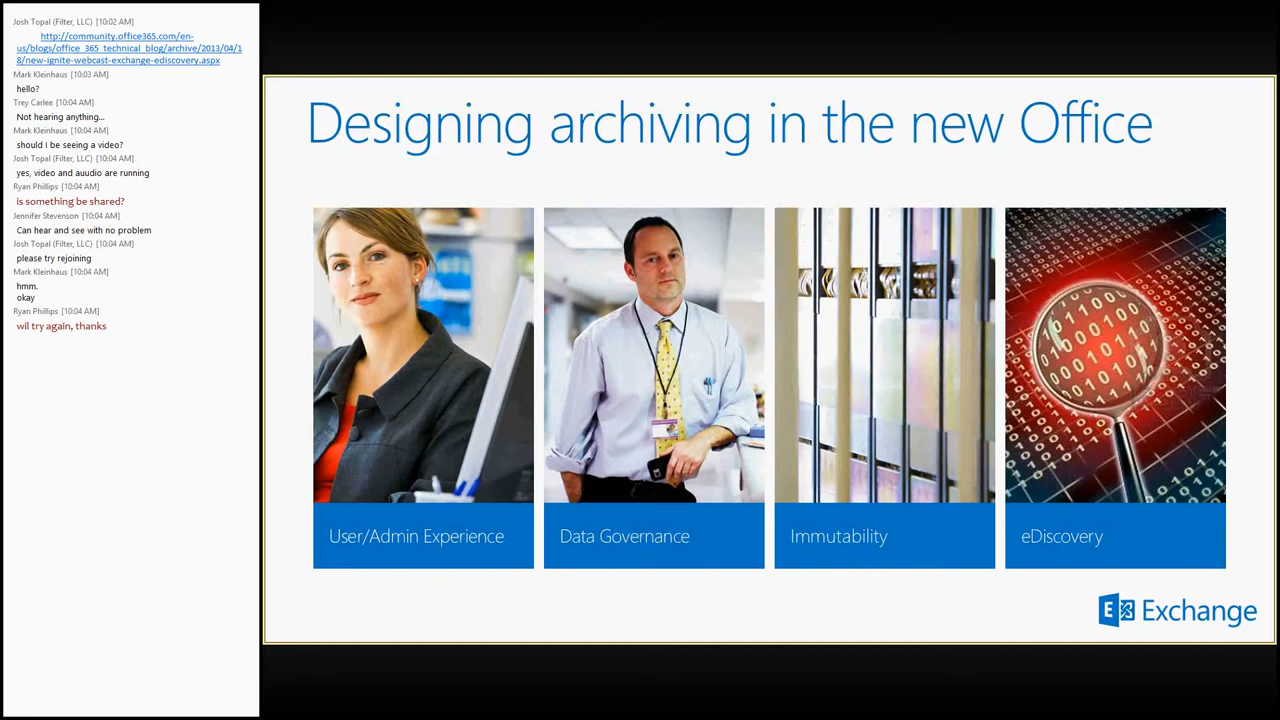 Josh Topal (Filter, LLC) [10:02 AM]
http://community.office365.com/en-
us/blogs/office_365_technical_blog/archive/2013/04/1
8/new-ignite-webcast-exchange-ediscovery.aspx
Mark Kleinhaus [10:03 AM]
hello?
Trey Carlee [10:04 AM]
Not hearing anything...
Mark Kleinhaus [10:04 AM]
should I be seeing a video?
Josh Topal (Filter, LLC) [10:04 AM]
yes, video and auudio are running
Ryan Phillips [10:04 AM]
is something be shared?
Jennifer Stevenson [10:04 AM]
Can hear and see with no problem
Josh Topal (Filter, LLC) [10:04 AM]
please try rejoining
Mark Kleinhaus [10:04 AM]
hmm.
okay
Ryan Phillips [10:04 AM]
wil try again, thanks
Designing archiving in the new Office
User/Admin Experience
Data Governance
Immutability
eDiscovery
Exchange